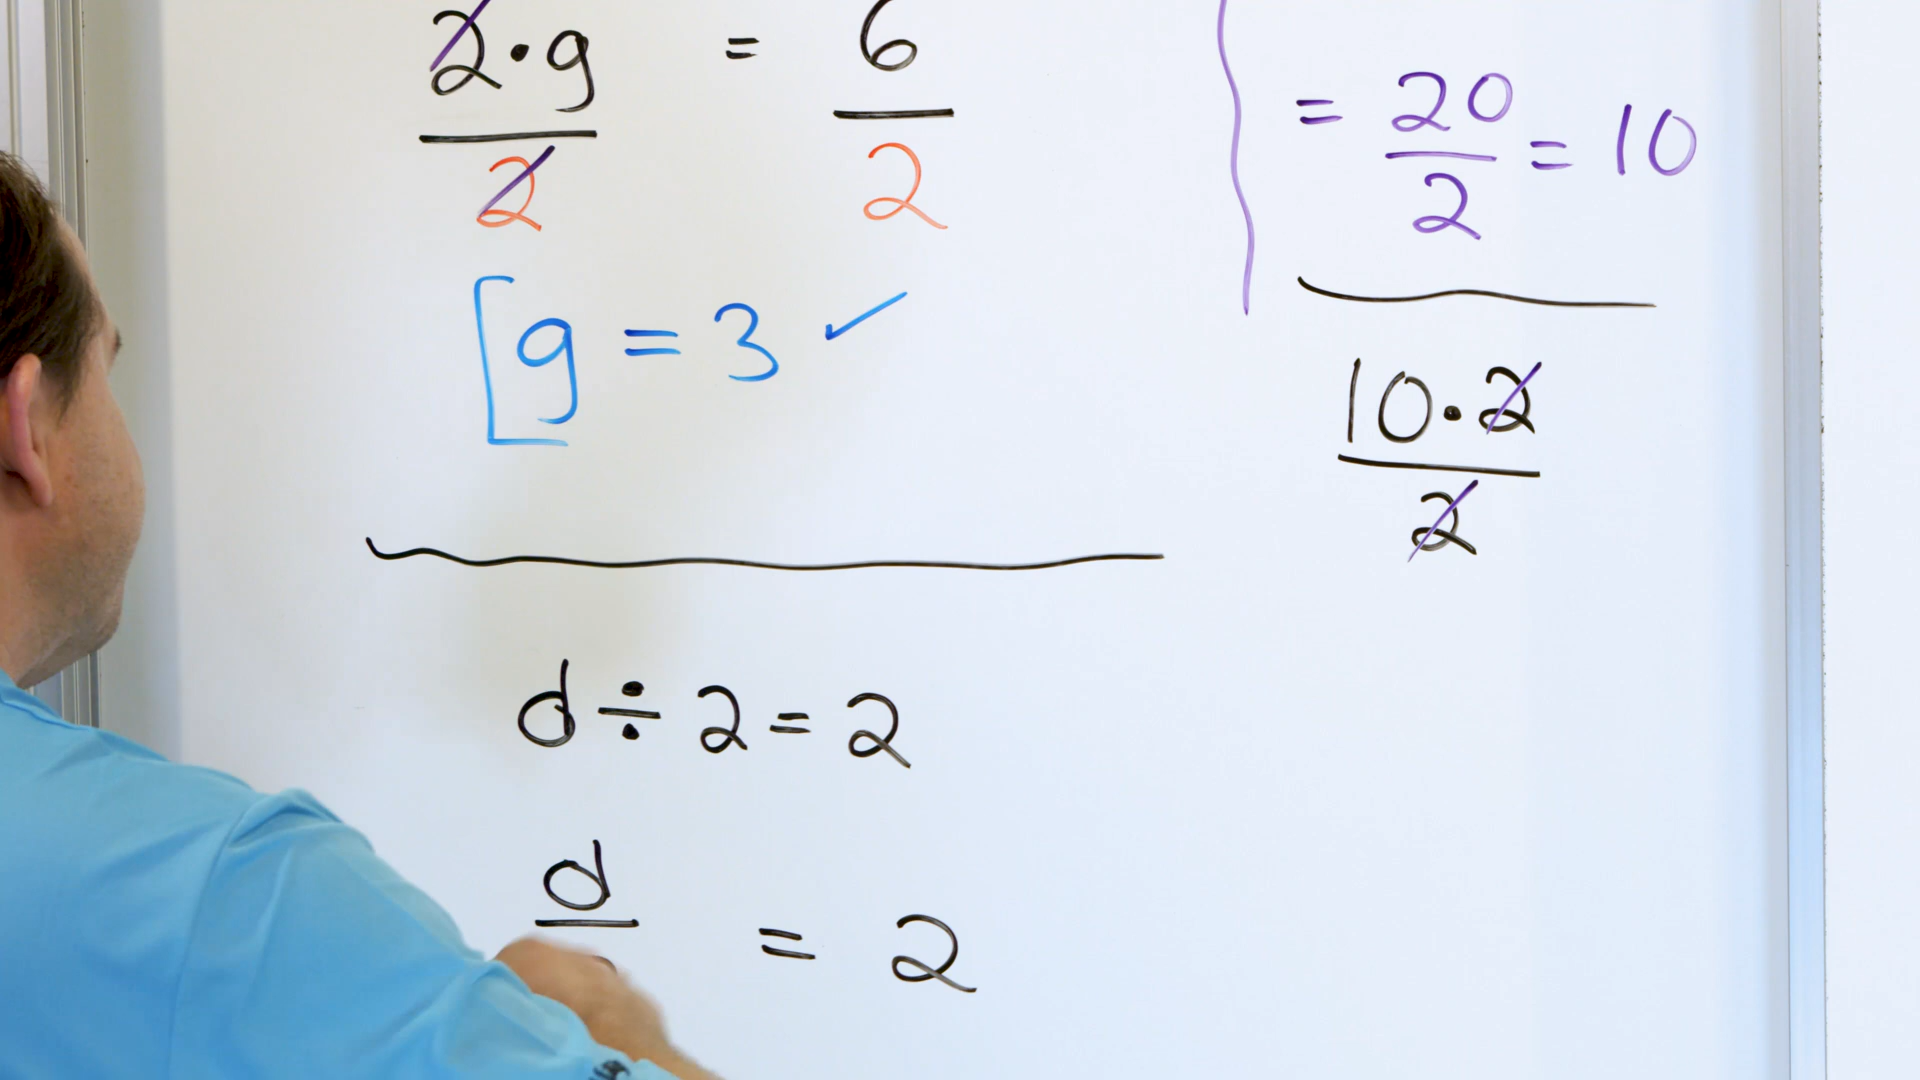 2·g = 6
2 2
g = 3 ✓
d ÷ 2 = 2
d = 2
= 20/2 = 10
10·2
2